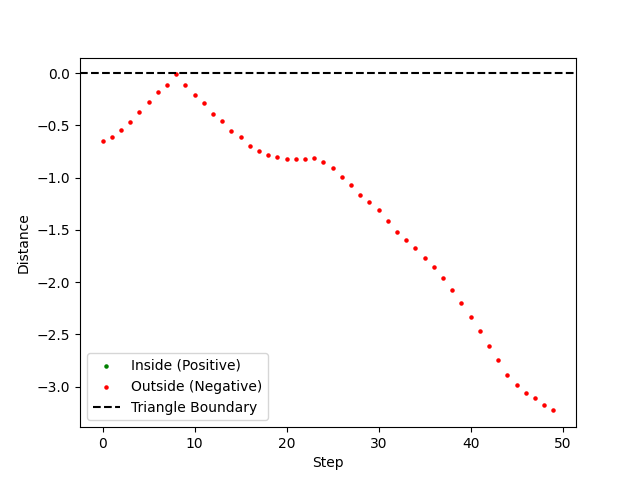 0.0
−0.5
−1.0
−1.5
−2.0
−2.5
−3.0
Distance
Inside (Positive)
Outside (Negative)
Triangle Boundary
0 10 20 30 40 50
Step